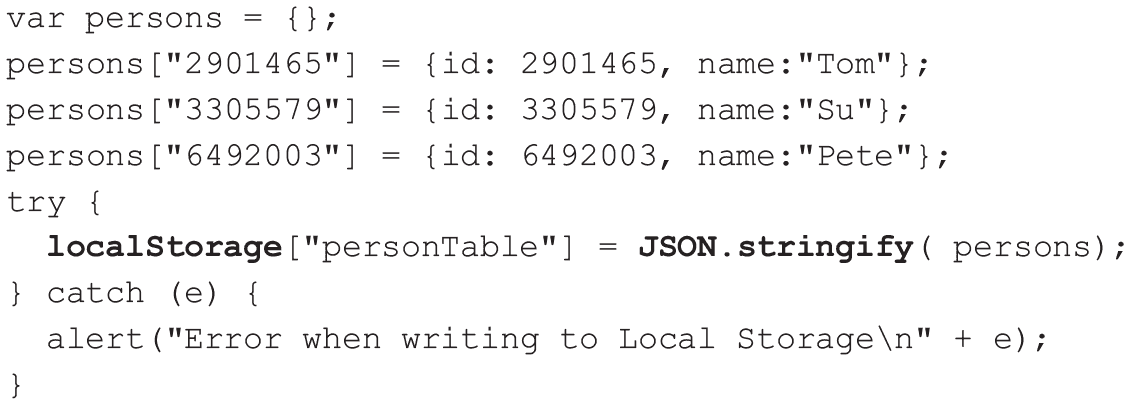 var persons = {};
persons["2901465"] = {id: 2901465, name:"Tom"};
persons["3305579"] = {id: 3305579, name:"Su"};
persons["6492003"] = {id: 6492003, name:"Pete"};
try {
  localStorage["personTable"] = JSON.stringify( persons);
} catch (e) {
  alert("Error when writing to Local Storage\n" + e);
}